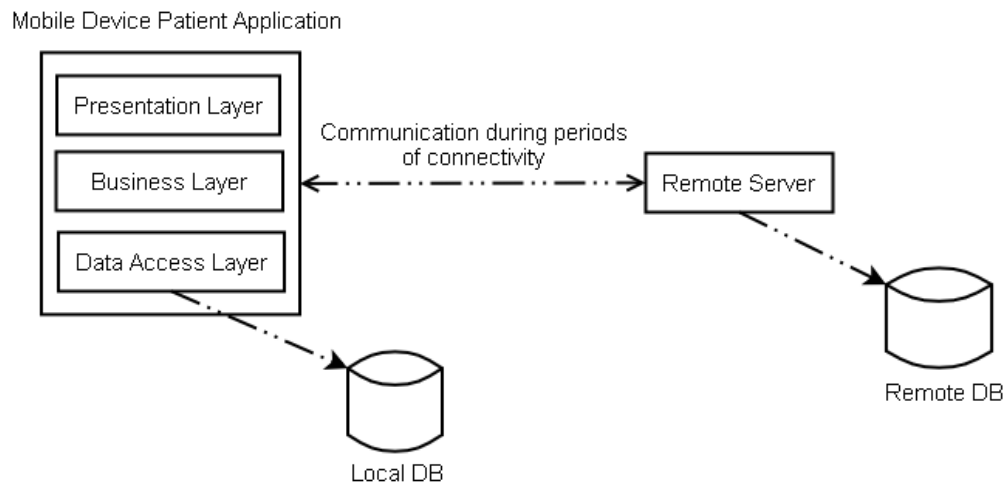 Mobile Device Patient Application
Presentation Layer
Business Layer
Data Access Layer
Communication during periods
of connectivity
Remote Server
Remote DB
Local DB